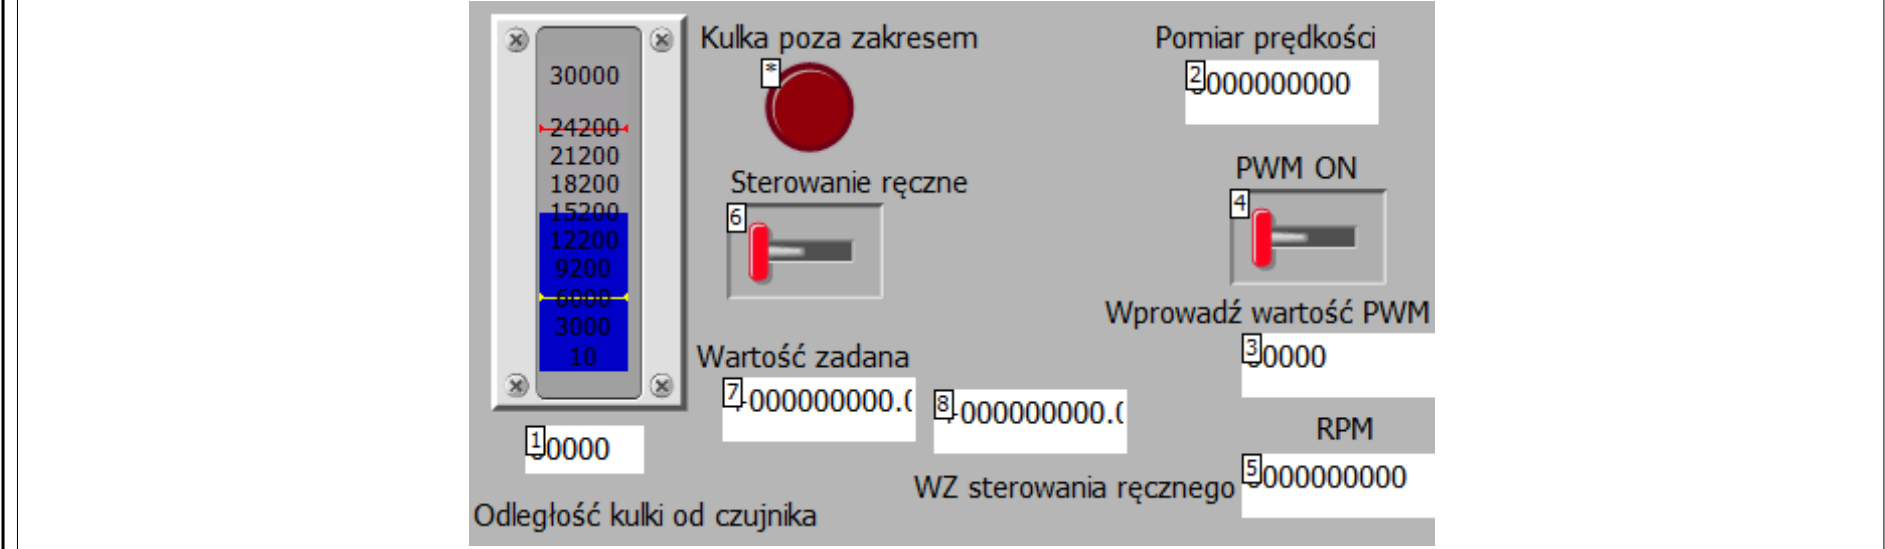 Kulka poza zakresem
Pomiar prędkości
*
2
000000000
30000
24200
21200
18200
15200
12200
9200
6000
3000
10
Sterowanie ręczne
6
PWM ON
4
Wprowadź wartość PWM
3
0000
Wartość zadana
7
000000000.(
8
000000000.(
RPM
1
0000
5
000000000
WZ sterowania ręcznego
Odległość kulki od czujnika